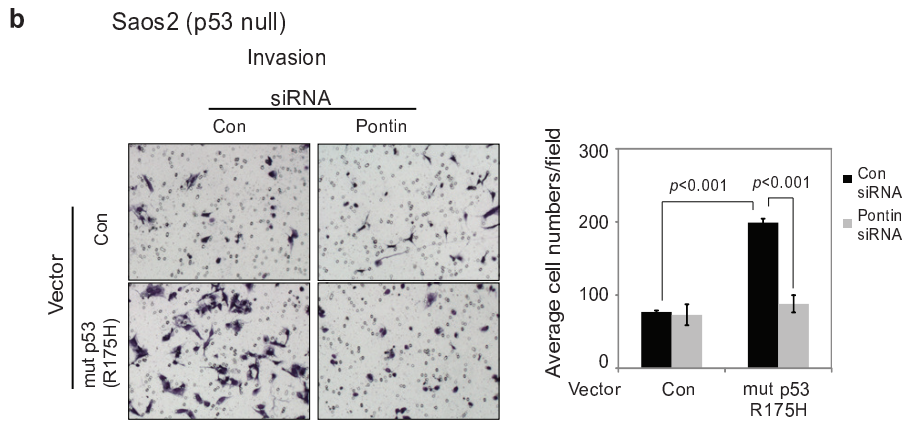 b
Saos2 (p53 null)
Invasion
siRNA
Con
Pontin
Vector
Con
mut p53
(R175H)
Average cell numbers/field
300
200
100
0
p<0.001
p<0.001
Con
siRNA
Pontin
siRNA
Vector
Con
mut p53
R175H